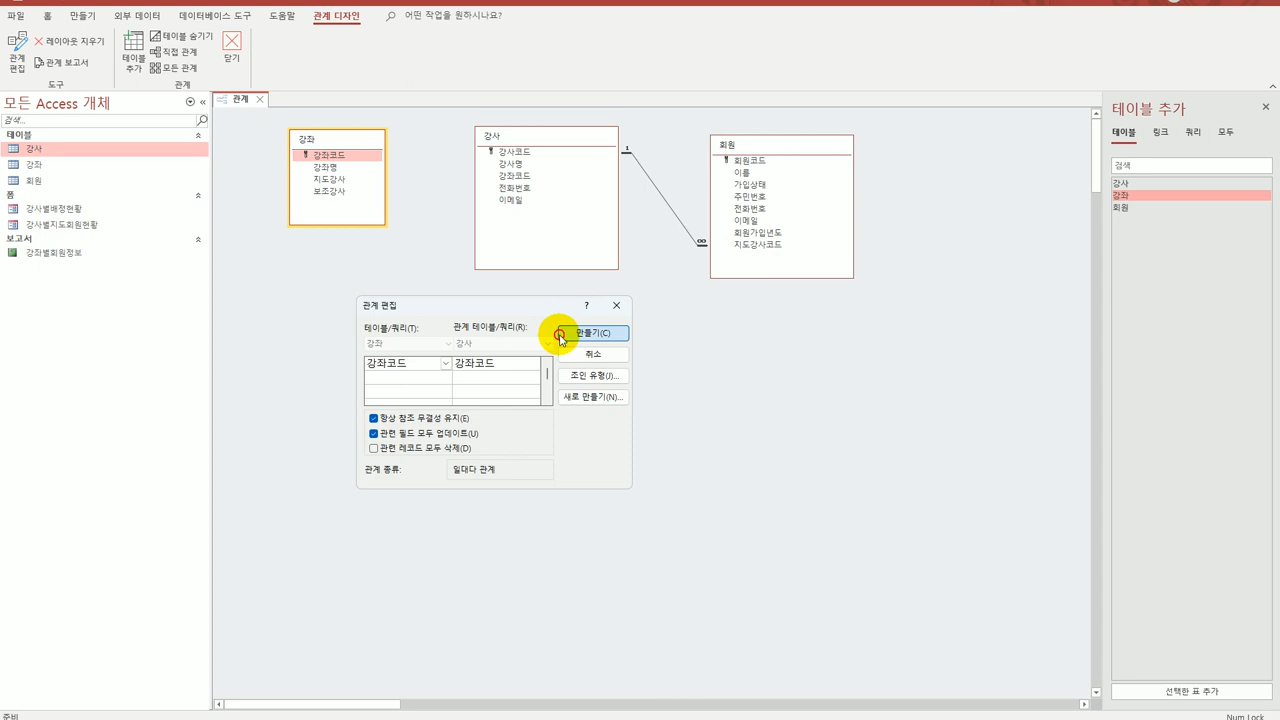 파일 홈 만들기 외부 데이터 데이터베이스 도구 도움말 관계 디자인 어떤 작업을 원하시나요?
관계 편집
레이아웃 지우기
관계 보고서
도구
테이블 추가
테이블 숨기기
직접 관계
모든 관계
닫기
관계
모든 Access 개체
검색...
테이블
강사
강좌
회원
폼
강사별배정현황
강사별지도회원현황
보고서
강좌별회원정보
관계
강좌
강좌코드
강좌명
지도강사
보조강사
강사
강사코드
강사명
강좌코드
전화번호
이메일
1
∞
회원
회원코드
이름
가입상태
주민번호
전화번호
이메일
회원가입년도
지도강사코드
관계 편집 ?
테이블/쿼리(T): 관계 테이블/쿼리(R):
강좌 강사
강좌코드 강좌코드
만들기(C)
취소
조인 유형(J)...
새로 만들기(N)...
항상 참조 무결성 유지(E)
관련 필드 모두 업데이트(U)
관련 레코드 모두 삭제(D)
관계 종류: 일대다 관계
테이블 추가
테이블 링크 쿼리 모두
검색
강사
강좌
회원
선택한 표 추가
준비
Num Lock